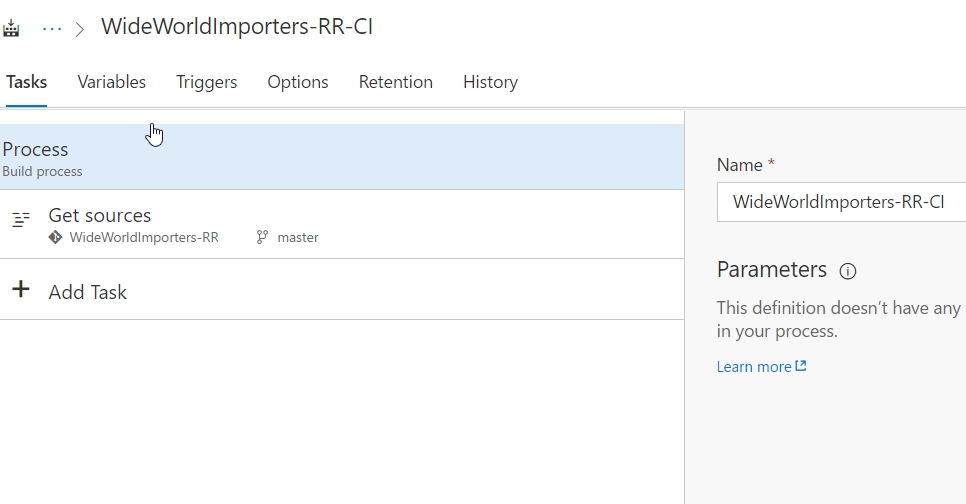 ... > WideWorldImporters-RR-CI
Tasks Variables Triggers Options Retention History
Process
Build process
Get sources
WideWorldImporters-RR master
+ Add Task
Name *
WideWorldImporters-RR-CI
Parameters
This definition doesn't have any
in your process.
Learn more